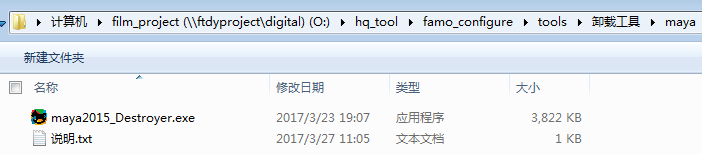 计算机 film_project (\\ftdyproject\digital) (O:) hq_tool famo_configure tools 卸载工具 maya
新建文件夹
名称 修改日期 类型 大小
maya2015_Destroyer.exe 2017/3/23 19:07 应用程序 3,822 KB
说明.txt 2017/3/27 11:05 文本文档 1 KB